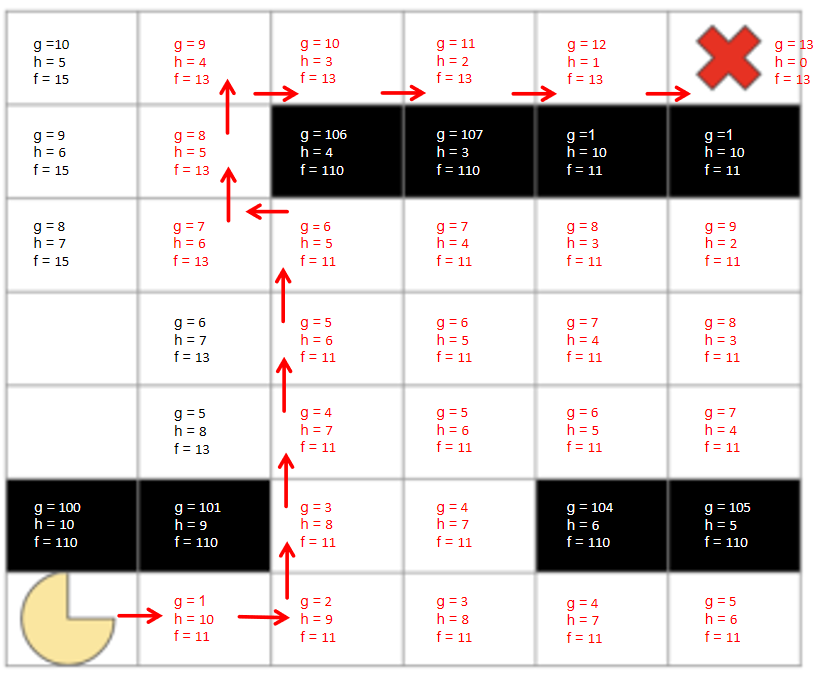 g =10
h = 5
f = 15
g = 9
h = 4
f = 13
g = 10
h = 3
f = 13
g = 11
h = 2
f = 13
g = 12
h = 1
f = 13
g = 13
h = 0
f = 13
g = 9
h = 6
f = 15
g = 8
h = 5
f = 13
g = 106
h = 4
f = 110
g = 107
h = 3
f = 110
g =1
h = 10
f = 11
g =1
h = 10
f = 11
g = 8
h = 7
f = 15
g = 7
h = 6
f = 13
g = 6
h = 5
f = 11
g = 7
h = 4
f = 11
g = 8
h = 3
f = 11
g = 9
h = 2
f = 11
g = 6
h = 7
f = 13
g = 5
h = 6
f = 11
g = 6
h = 5
f = 11
g = 7
h = 4
f = 11
g = 8
h = 3
f = 11
g = 5
h = 8
f = 13
g = 4
h = 7
f = 11
g = 5
h = 6
f = 11
g = 6
h = 5
f = 11
g = 7
h = 4
f = 11
g = 100
h = 10
f = 110
g = 101
h = 9
f = 110
g = 3
h = 8
f = 11
g = 4
h = 7
f = 11
g = 104
h = 6
f = 110
g = 105
h = 5
f = 110
g = 1
h = 10
f = 11
g = 2
h = 9
f = 11
g = 3
h = 8
f = 11
g = 4
h = 7
f = 11
g = 5
h = 6
f = 11